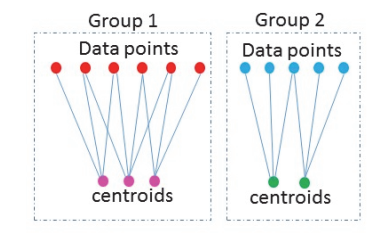 Group 1
Data points
centroids
Group 2
Data points
centroids